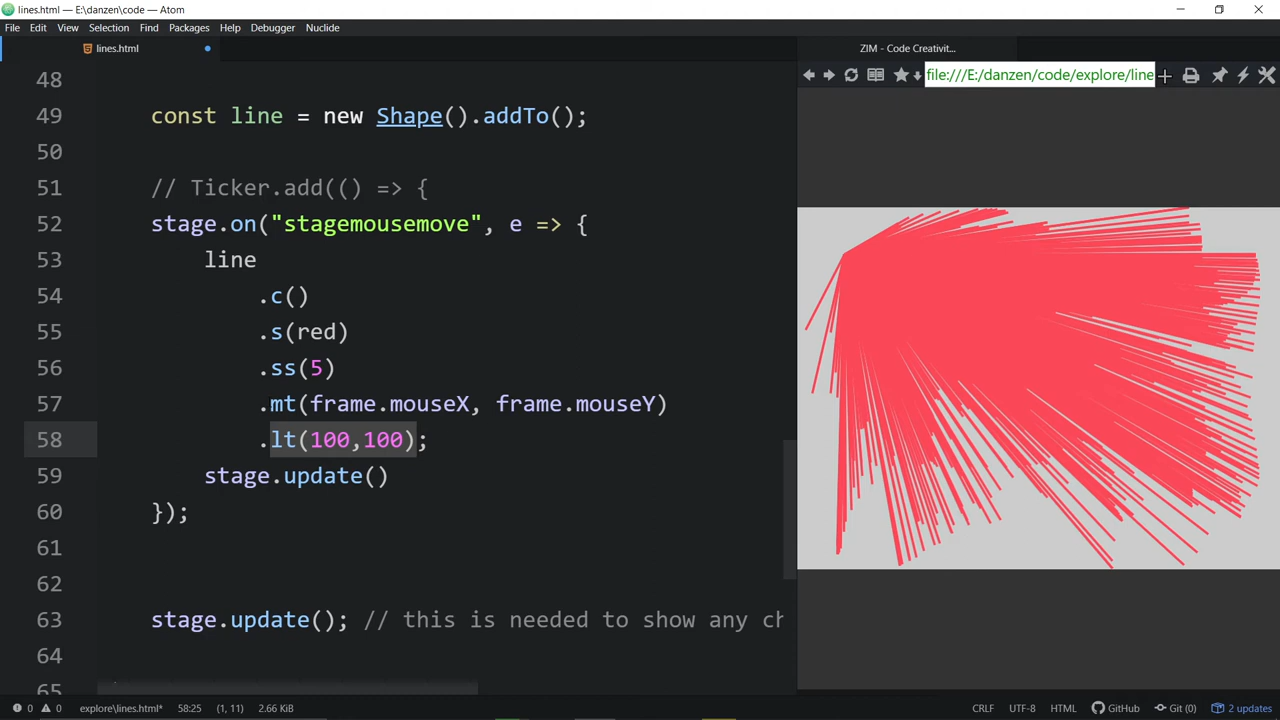 lines.html — E:\danzen\code — Atom
File Edit View Selection Find Packages Help Debugger Nuclide
lines.html
ZIM - Code Creativit...
file:///E:/danzen/code/explore/line
48
49 const line = new Shape().addTo();
50
51 // Ticker.add(() => {
52 stage.on("stagemousemove", e => {
53 line
54 .c()
55 .s(red)
56 .ss(5)
57 .mt(frame.mouseX, frame.mouseY)
58 .lt(100,100);
59 stage.update()
60 });
61
62
63 stage.update(); // this is needed to show any ch
64
65
0 0 explore\lines.html* 58:25 (1, 11) 2.66 KiB CRLF UTF-8 HTML GitHub Git (0) 2 updates